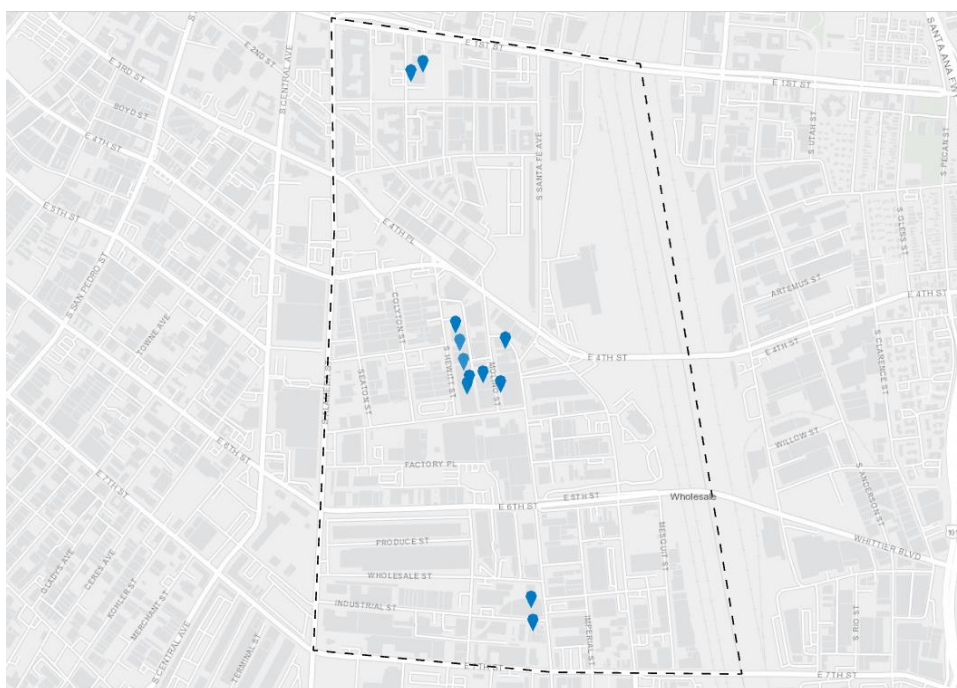 E 1ST ST
SANTA ANA FWY
E 2ND ST
E 3RD ST
S CENTRAL AVE
E 1ST ST
BOYD ST
S UTAH ST
E 4TH ST
S PECAN ST
S SANTA FE AVE
E 5TH ST
E 4TH PL
S GLESS ST
S SAN PEDRO ST
ARTEMUS ST
E 4TH ST
COLYTON ST
TOWNE AVE
E 4TH ST
S HEWITT ST
E 4TH ST
S CLARENCE ST
SEATON ST
E 6TH ST
WILLOW ST
FACTORY PL
E 7TH ST
S ANDERSON ST
E 6TH ST
Wholesale
E 6TH ST
WHITTIER BLVD
PRODUCE ST
MESQUIT ST
GLADYS AVE
CERES AVE
WHOLESALE ST
KOHLER ST
INDUSTRIAL ST
MERCHANT ST
S CENTRAL AVE
IMPERIAL ST
S RIO ST
TERMINAL ST
E 7TH ST